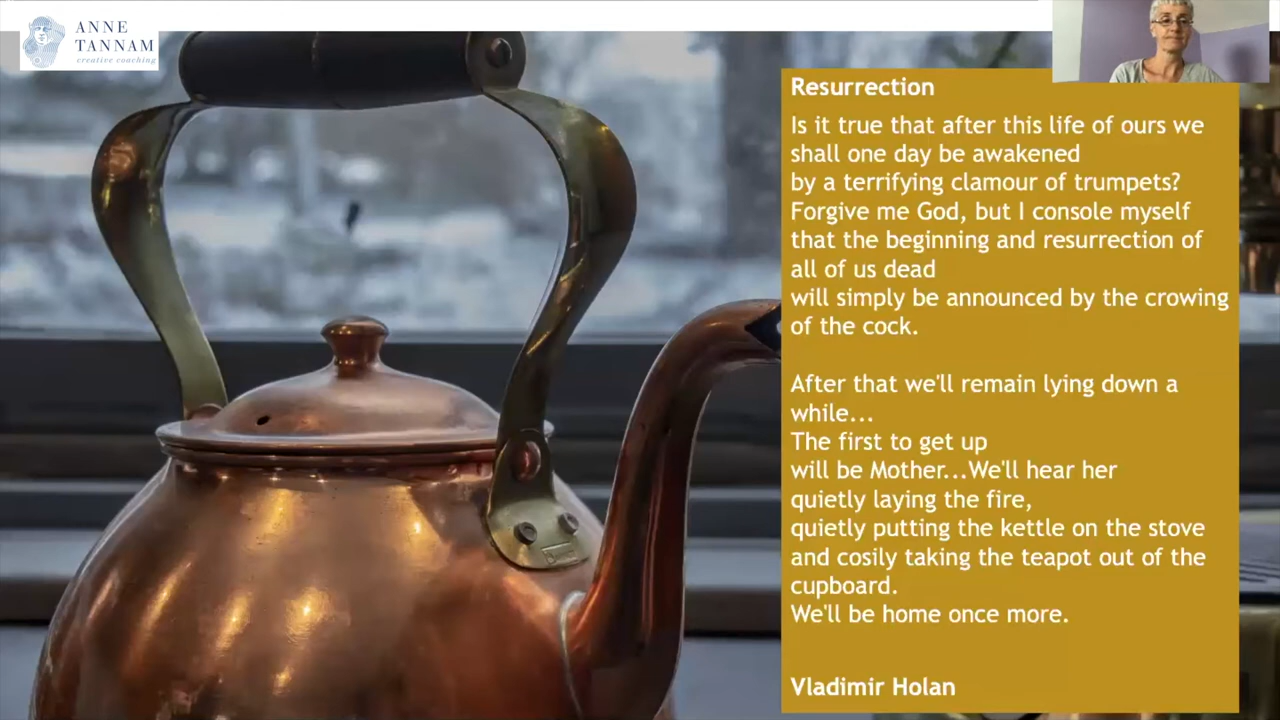 ANNE
TANNAM
creative coaching
Resurrection
Is it true that after this life of ours we
shall one day be awakened
by a terrifying clamour of trumpets?
Forgive me God, but I console myself
that the beginning and resurrection of
all of us dead
will simply be announced by the crowing
of the cock.
After that we'll remain lying down a
while...
The first to get up
will be Mother...We'll hear her
quietly laying the fire,
quietly putting the kettle on the stove
and cosily taking the teapot out of the
cupboard.
We'll be home once more.
Vladimir Holan